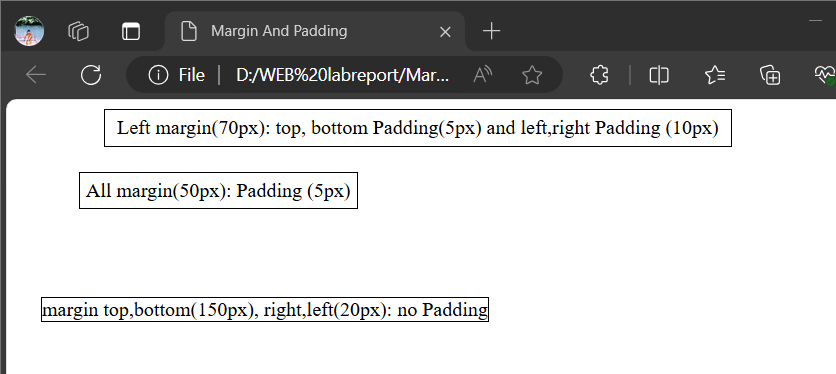 Margin And Padding
File | D:/WEB%20labreport/Mar...
Left margin(70px): top, bottom Padding(5px) and left,right Padding (10px)
All margin(50px): Padding (5px)
margin top,bottom(150px), right,left(20px): no Padding